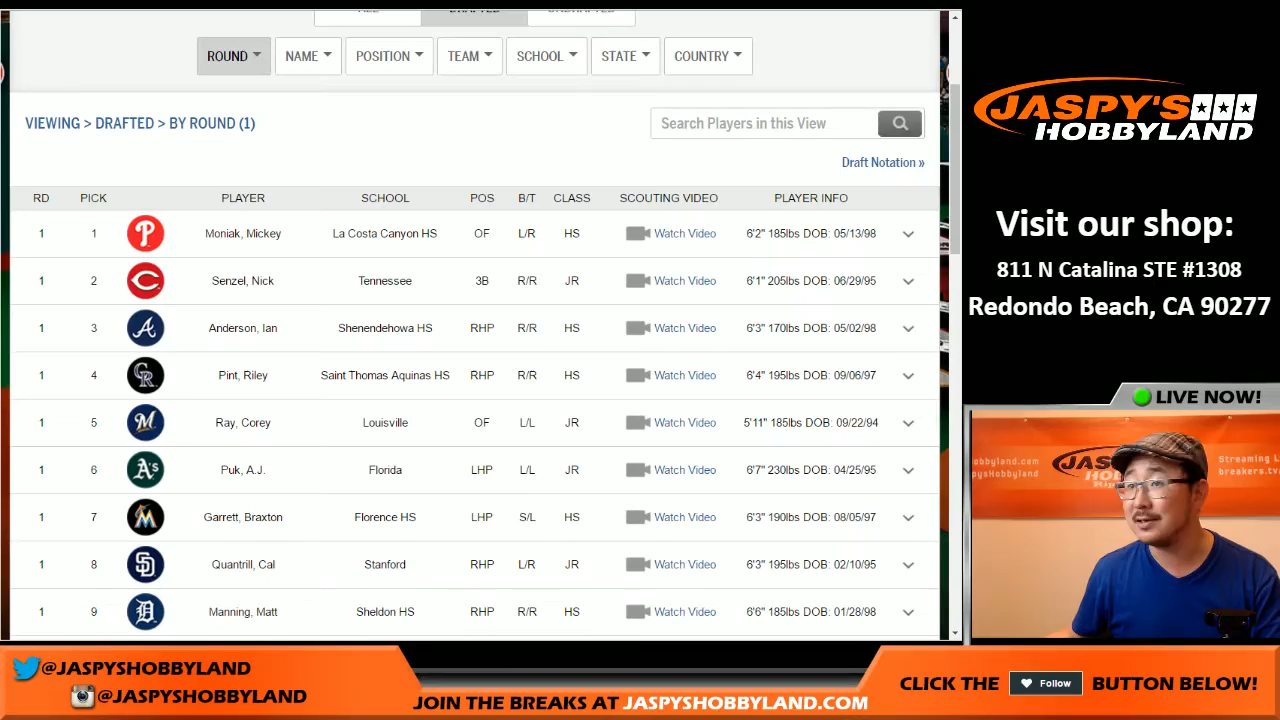 ALL DRAFTED UNDRAFTED
ROUND NAME POSITION TEAM SCHOOL STATE COUNTRY
VIEWING > DRAFTED > BY ROUND (1)
Search Players in this View
Draft Notation »
RD PICK PLAYER SCHOOL POS B/T CLASS SCOUTING VIDEO PLAYER INFO
1 1 P Moniak, Mickey La Costa Canyon HS OF L/R HS Watch Video 6'2" 185lbs DOB: 05/13/98
1 2 C Senzel, Nick Tennessee 3B R/R JR Watch Video 6'1" 205lbs DOB: 06/29/95
1 3 A Anderson, Ian Shenendehowa HS RHP R/R HS Watch Video 6'3" 170lbs DOB: 05/02/98
1 4 CR Pint, Riley Saint Thomas Aquinas HS RHP R/R HS Watch Video 6'4" 195lbs DOB: 09/06/97
1 5 M Ray, Corey Louisville OF L/L JR Watch Video 5'11" 185lbs DOB: 09/22/94
1 6 A's Puk, A.J. Florida LHP L/L JR Watch Video 6'7" 230lbs DOB: 04/25/95
1 7 M Garrett, Braxton Florence HS LHP S/L HS Watch Video 6'3" 190lbs DOB: 08/05/97
1 8 SD Quantrill, Cal Stanford RHP L/R JR Watch Video 6'3" 195lbs DOB: 02/10/95
1 9 D Manning, Matt Sheldon HS RHP R/R HS Watch Video 6'6" 185lbs DOB: 01/28/98
JASPY'S
HOBBYLAND
Visit our shop:
811 N Catalina STE #1308
Redondo Beach, CA 90277
LIVE NOW!
hobbyland.com
Streaming
breakers.tv
@JASPYSHOBBYLAND
@JASPYSHOBBYLAND
JOIN THE BREAKS AT JASPYSHOBBYLAND.COM
CLICK THE Follow BUTTON BELOW!